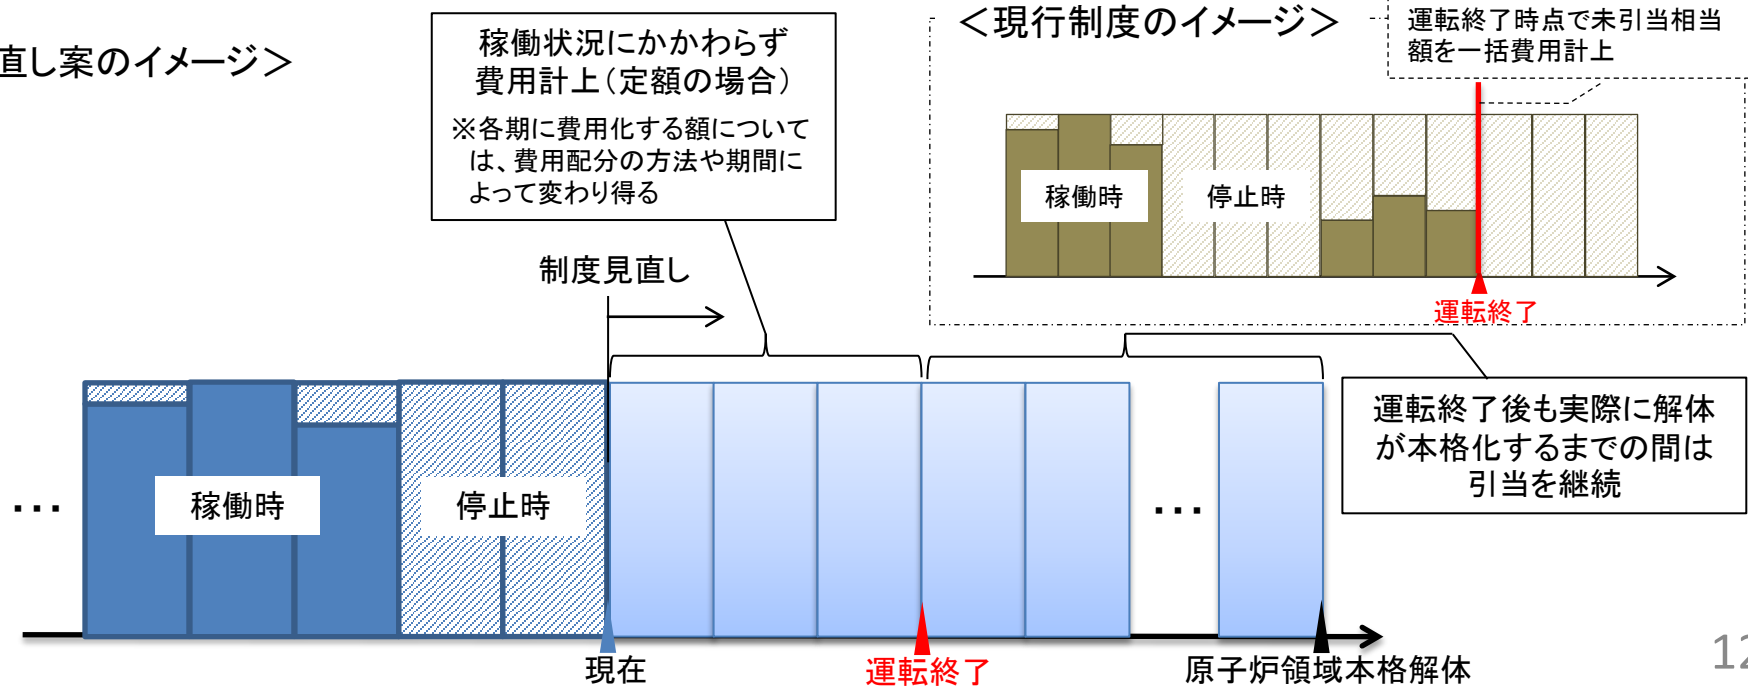 直し案のイメージ＞
稼働状況にかかわらず
費用計上（定額の場合）
※各期に費用化する額について
は、費用配分の方法や期間に
よって変わり得る
＜現行制度のイメージ＞
運転終了時点で未引当相当
額を一括費用計上
稼働時
停止時
運転終了
制度見直し
運転終了後も実際に解体
が本格化するまでの間は
引当を継続
…
稼働時
停止時
…
現在
運転終了
原子炉領域本格解体
12